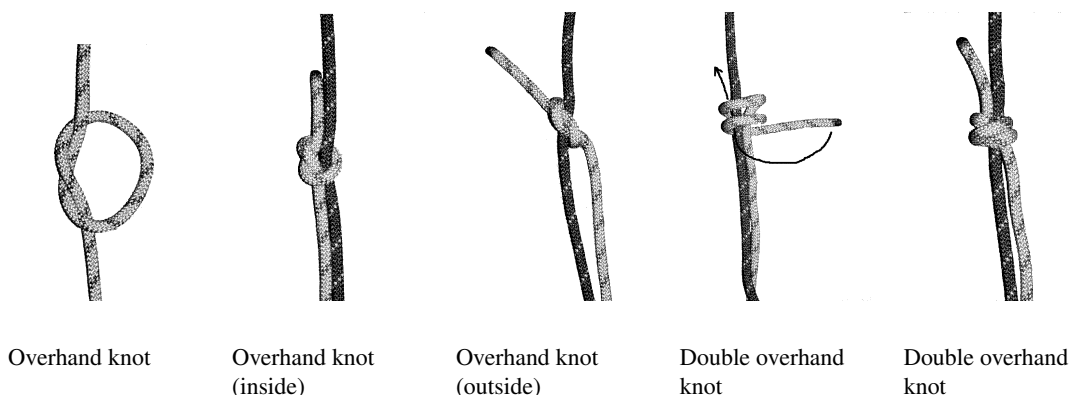 Overhand knot
Overhand knot
(inside)
Overhand knot
(outside)
Double overhand
knot
Double overhand
knot